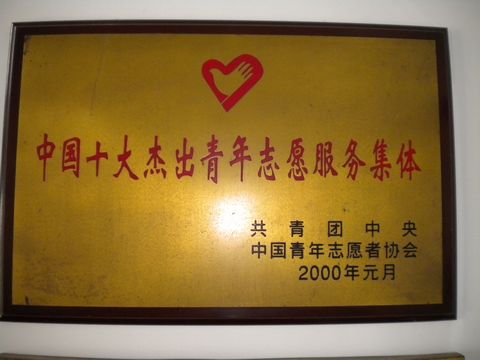 中国十大杰出青年志愿服务集体
共青团中央
中国青年志愿者协会
2000年元月